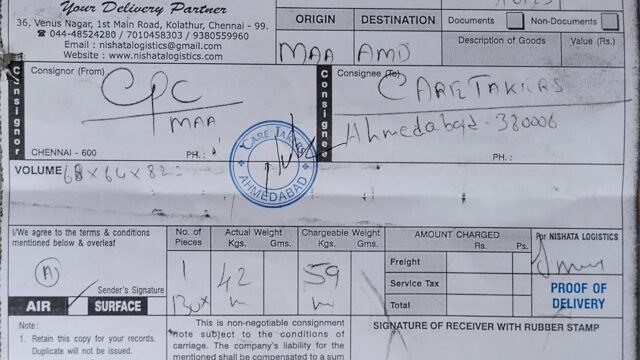 Your Delivery Partner
36, Venus Nagar, 1st Main Road, Kolathur, Chennai - 99.
☎ 044-48524280 / 7010458303 / 9380559960
Email : nishatalogistics@gmail.com
Website : www.nishatalogistics.com
ORIGIN DESTINATION
MAA AMD
Documents Non-Documents
Description of Goods Value (Rs.)
Consignor
Consignor (From)
CPC
MAA
CHENNAI - 600 PH. :
Consignee
Consignee (To)
CARETAKERS
Ahmedabad - 380006
PH. :
CARE TAKERS
AHMEDABAD
VOLUME 68 x 64 x 82 =
I/We agree to the terms & conditions
mentioned below & overleaf
A
Sender's Signature
AIR SURFACE
No. of Pieces
1
Box
Actual Weight
Kgs. Gms.
42
Chargeable Weight
Kgs. Gms.
59
AMOUNT CHARGED
Rs. Ps.
Freight
Service Tax
Total
For NISHATA LOGISTICS
PROOF OF
DELIVERY
Note :
1. Retain this copy for your records.
Duplicate will not be issued.
This is non-negotiable consignment
note subject to the conditions of
carriage. The company's liability for
the mentioned shall be compensated to a sum
SIGNATURE OF RECEIVER WITH RUBBER STAMP